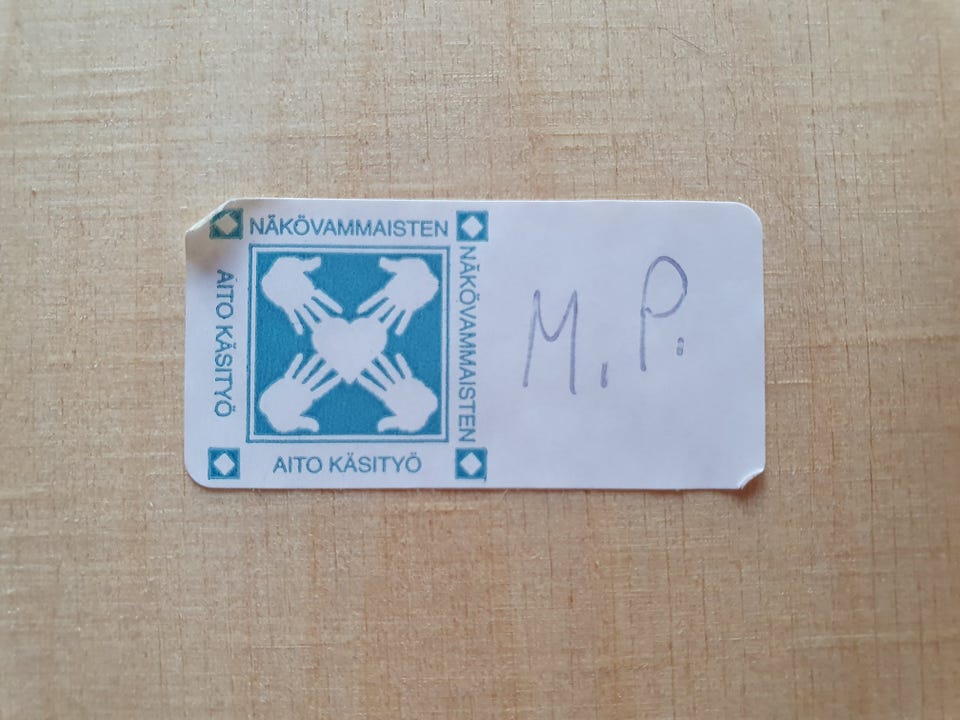 NÄKÖVAMMAISTEN
NÄKÖVAMMAISTEN
AITO KÄSITYÖ
AITO KÄSITYÖ
M. P.